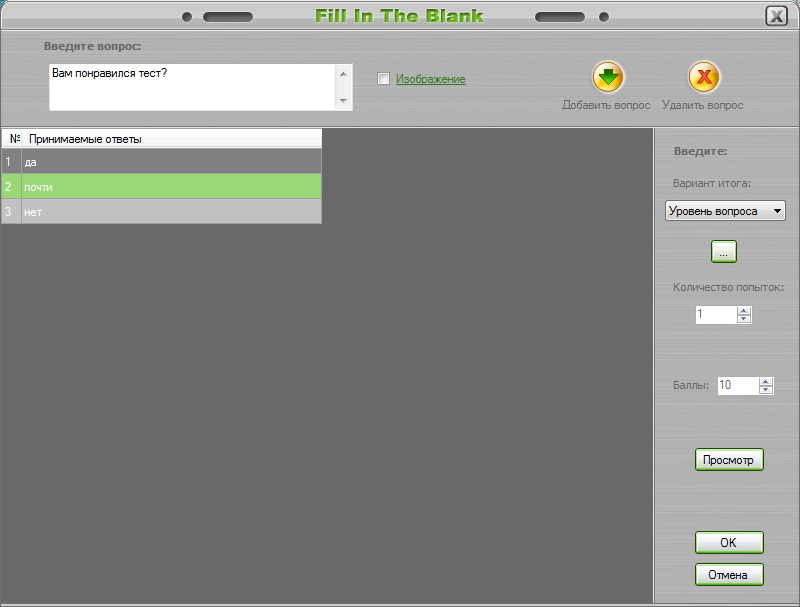 Fill In The Blank
X
Введите вопрос:
Вам понравился тест?
Изображение
Добавить вопрос
Удалить вопрос
№ Принимаемые ответы
1 да
2 почти
3 нет
Введите:
Вариант итога:
Уровень вопроса
...
Количество попыток:
1
Баллы: 10
Просмотр
OK
Отмена